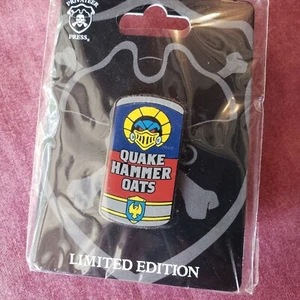 PRIVATEER
PRESS
QUAKE
HAMMER
OATS
LIMITED EDITION